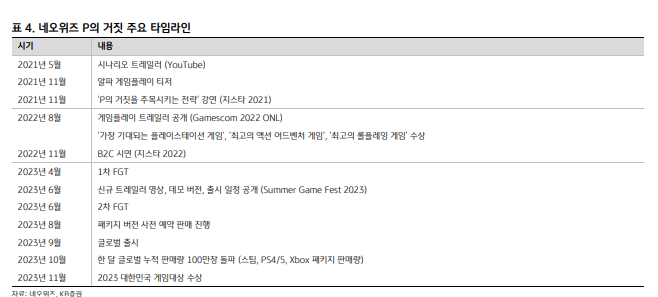 표 4. 네오위즈 P의 거짓 주요 타임라인
시기 내용
2021년 5월 시나리오 트레일러 (YouTube)
2021년 11월 알파 게임플레이 티저
2021년 11월 'P의 거짓을 주목시키는 전략' 강연 (지스타 2021)
2022년 8월 게임플레이 트레일러 공개 (Gamescom 2022 ONL)
'가장 기대되는 플레이스테이션 게임', '최고의 액션 어드벤처 게임', '최고의 롤플레잉 게임' 수상
2022년 11월 B2C 시연 (지스타 2022)
2023년 4월 1차 FGT
2023년 6월 신규 트레일러 영상, 데모 버전, 출시 일정 공개 (Summer Game Fest 2023)
2023년 6월 2차 FGT
2023년 8월 패키지 버전 사전 예약 판매 진행
2023년 9월 글로벌 출시
2023년 10월 한 달 글로벌 누적 판매량 100만장 돌파 (스팀, PS4/5, Xbox 패키지 판매량)
2023년 11월 2023 대한민국 게임대상 수상
자료: 네오위즈, KB증권